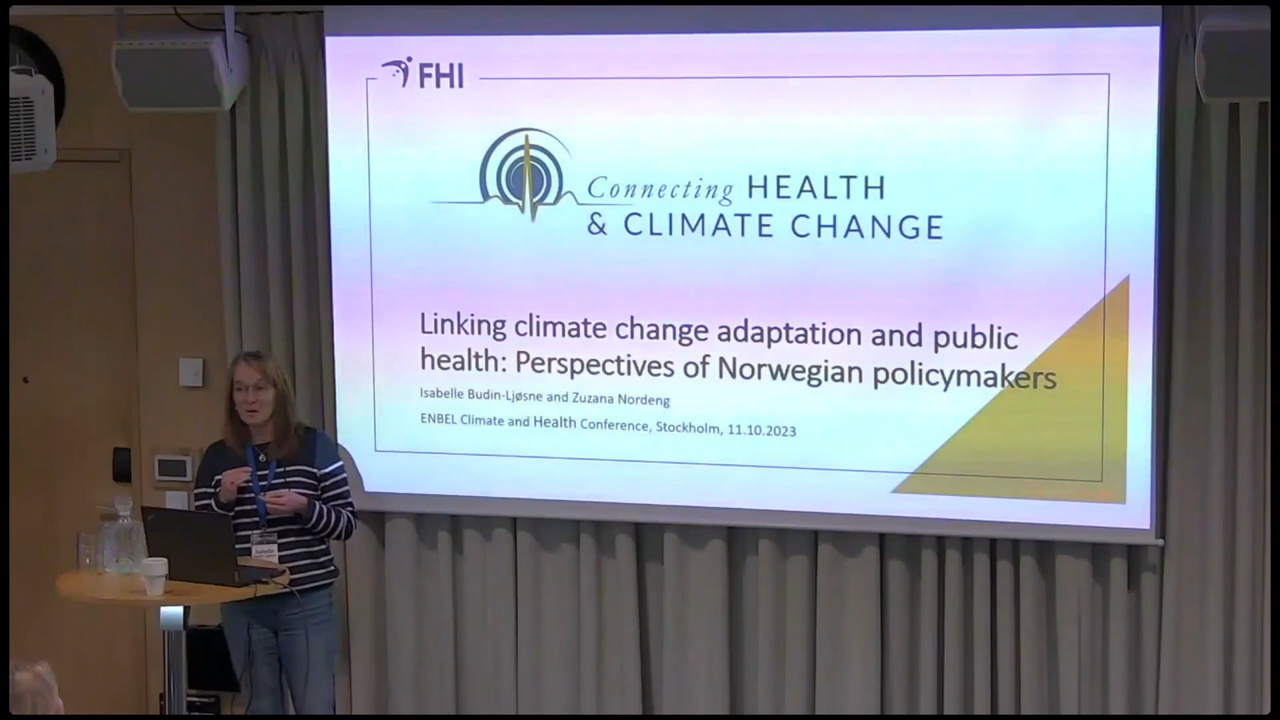 FHI
Connecting HEALTH
& CLIMATE CHANGE
Linking climate change adaptation and public
health: Perspectives of Norwegian policymakers
Isabelle Budin-Ljøsne and Zuzana Nordeng
ENBEL Climate and Health Conference, Stockholm, 11.10.2023
Isabelle